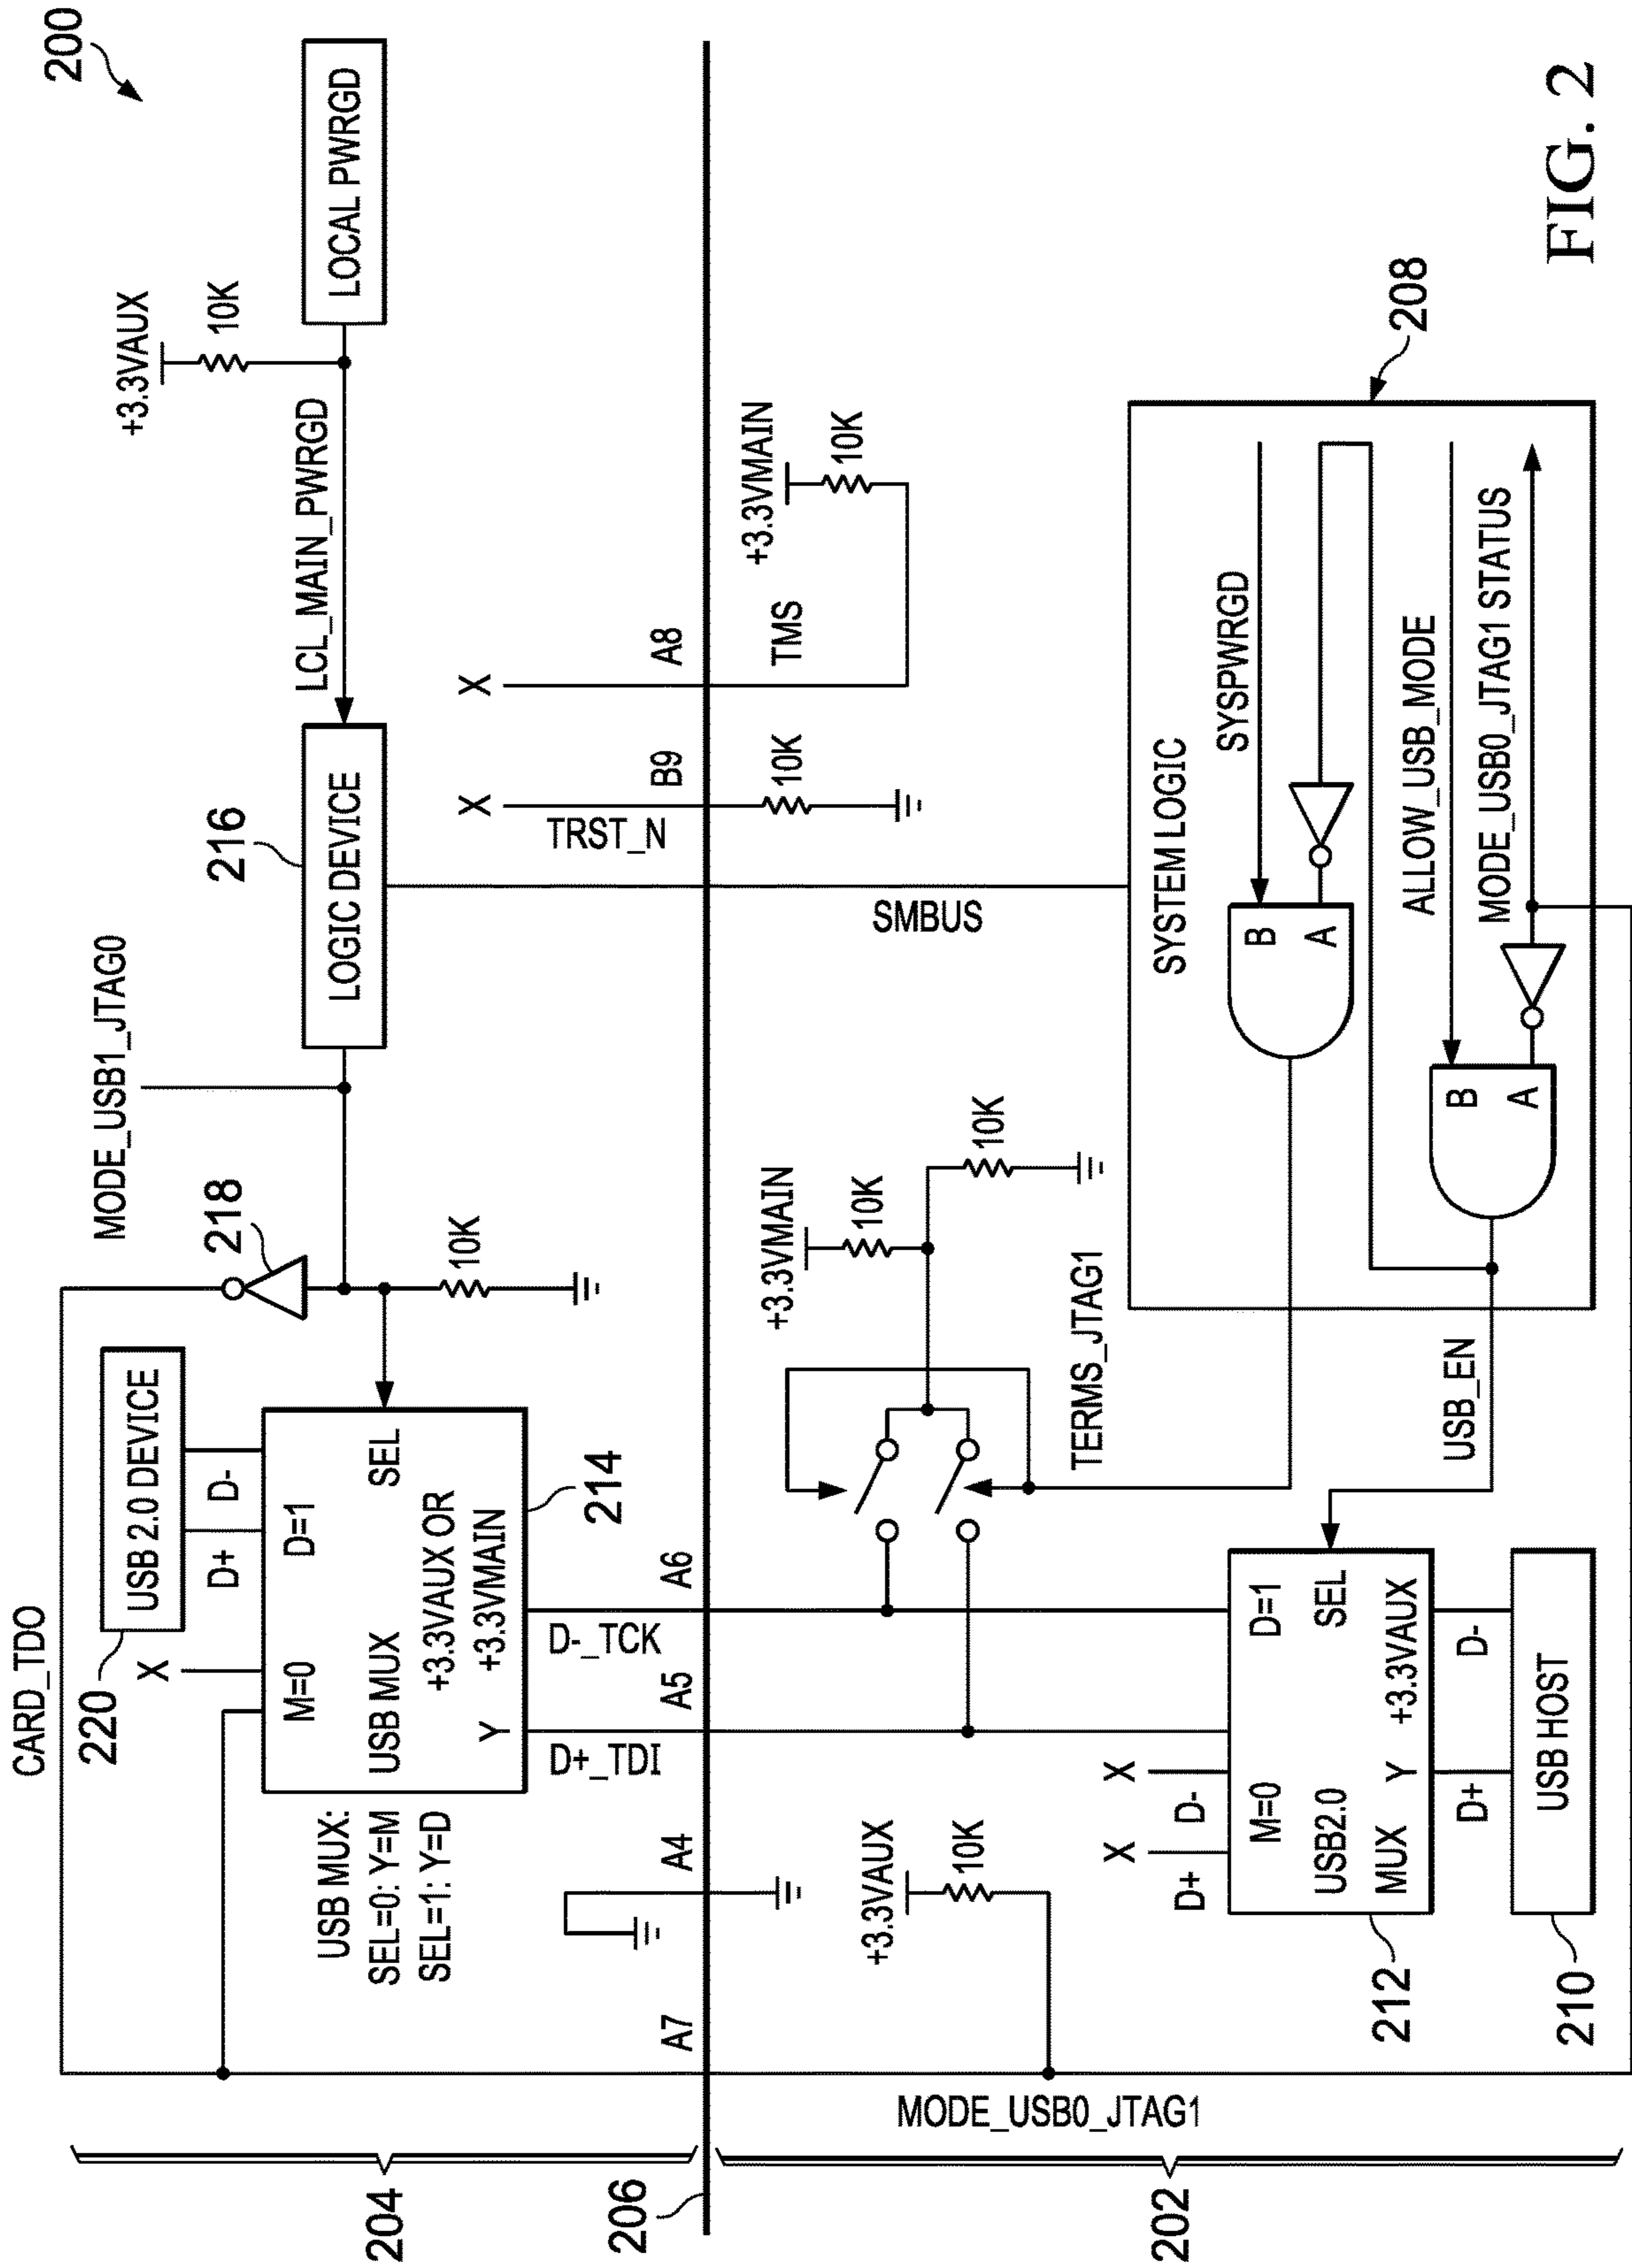 200
+3.3VAUX
10K
LOCAL PWRGD
LCL_MAIN_PWRGD
216
LOGIC DEVICE
MODE_USB1_JTAG0
218
10K
CARD_TDO
220
USB 2.0 DEVICE
X
D+
D-
M=0
D=1
SEL
USB MUX
+3.3VAUX OR
+3.3VMAIN
Y
214
USB MUX:
SEL=0: Y=M
SEL=1: Y=D
D+_TDI
D-_TCK
X
TRST_N
X
A7
A4
A5
A6
B9
A8
204
206
202
MODE_USB0_JTAG1
+3.3VAUX
10K
+3.3VMAIN
10K
10K
TERMS_JTAG1
SMBUS
10K
TMS
+3.3VMAIN
10K
X
X
D+
D-
M=0
D=1
USB2.0
SEL
MUX
Y
+3.3VAUX
212
D+
D-
USB HOST
210
USB_EN
SYSTEM LOGIC
SYSPWRGD
B
A
ALLOW_USB_MODE
MODE_USB0_JTAG1 STATUS
B
A
208
FIG. 2